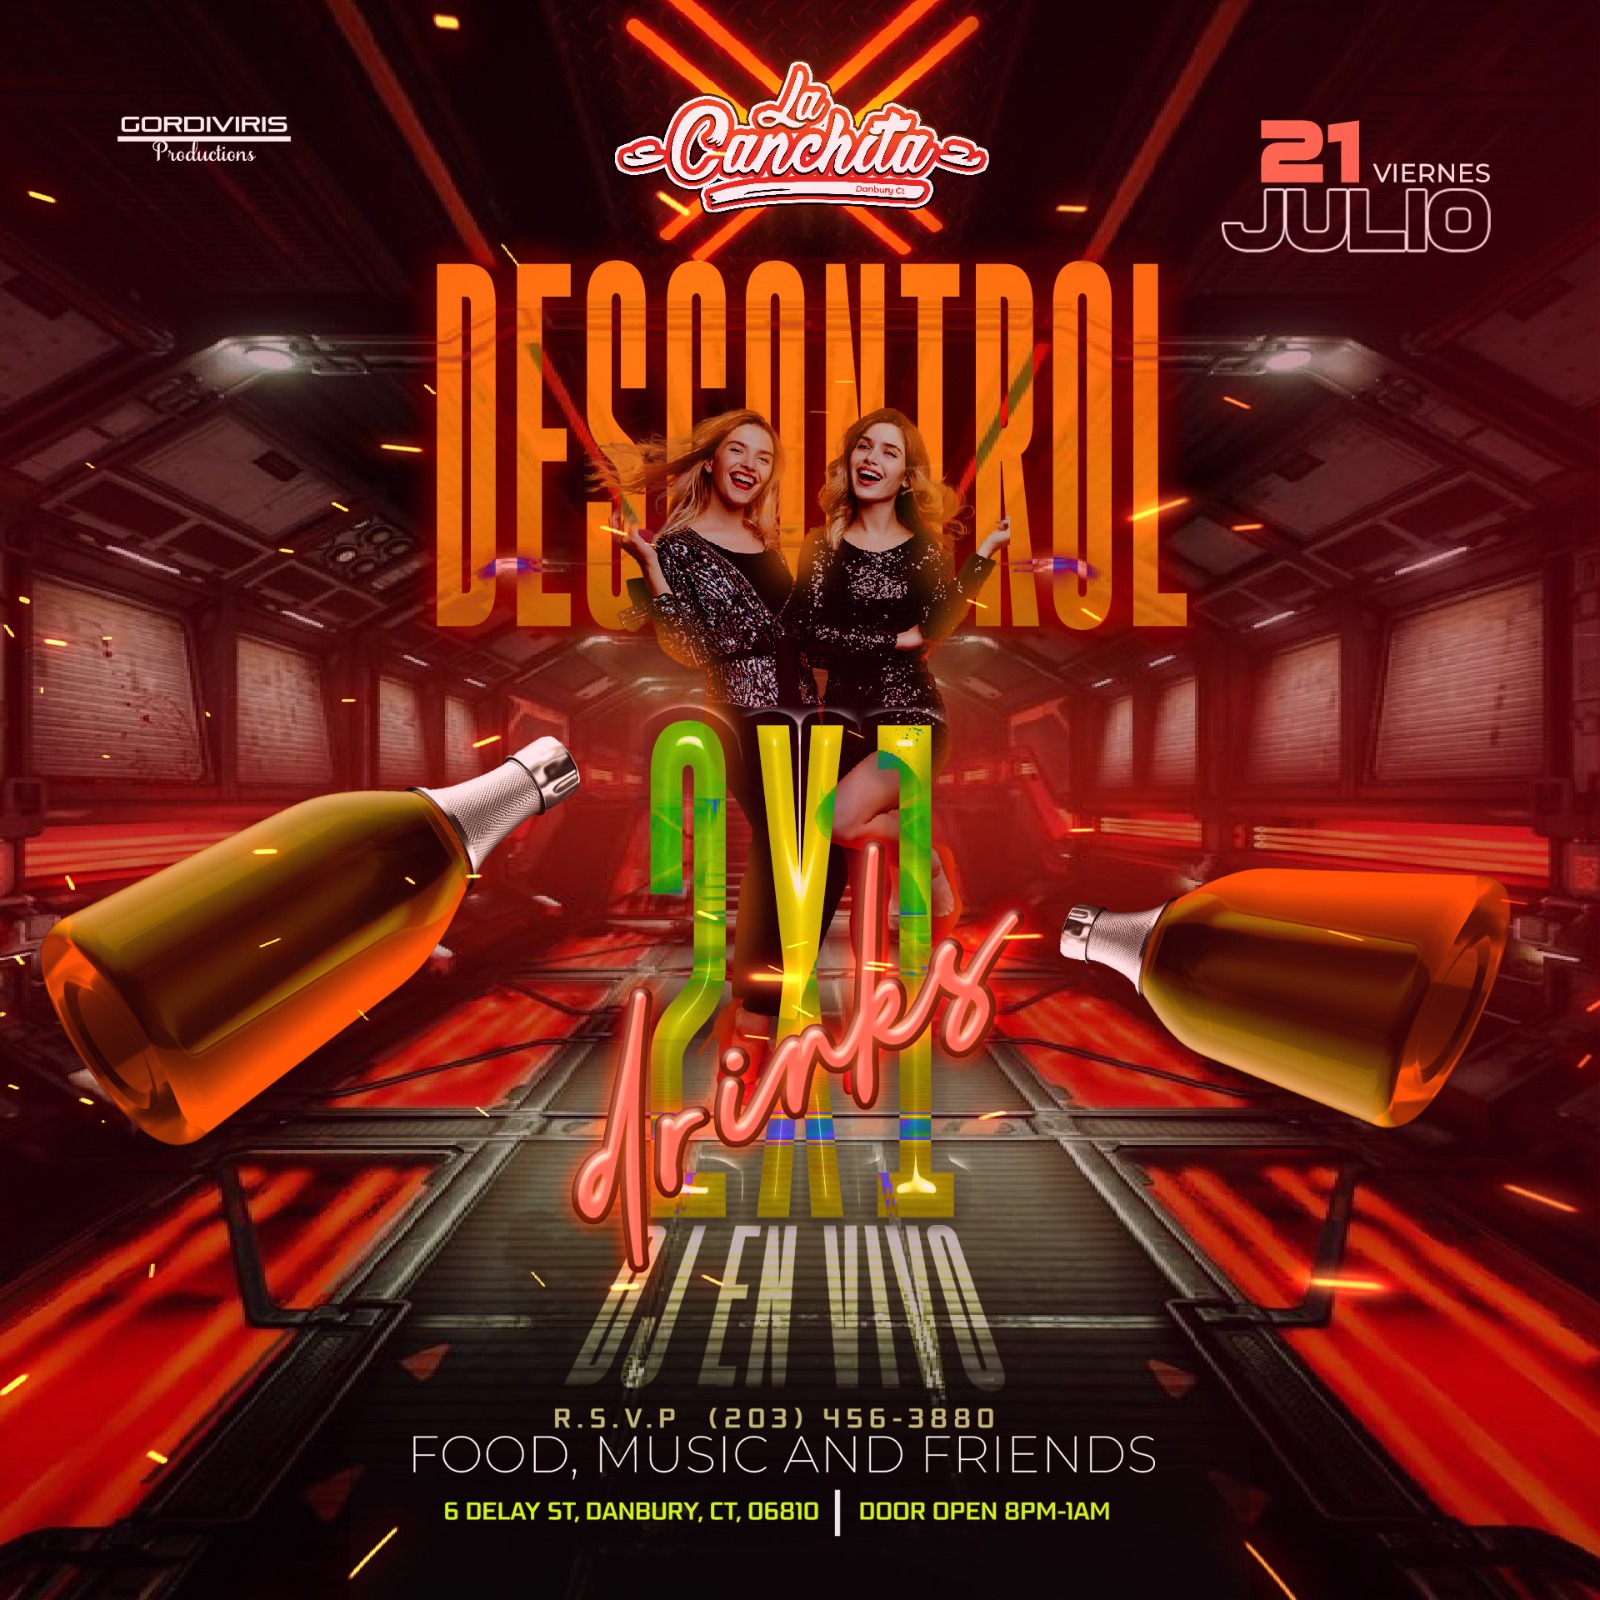 GORDIVIRIS
Productions
La
Canchita
Danbury Ct
21 VIERNES
JULIO
DESCONTROL
2X1
drinks
DJ EN VIVO
R.S.V.P (203) 456-3880
FOOD, MUSIC AND FRIENDS
6 DELAY ST, DANBURY, CT, 06810 | DOOR OPEN 8PM-1AM